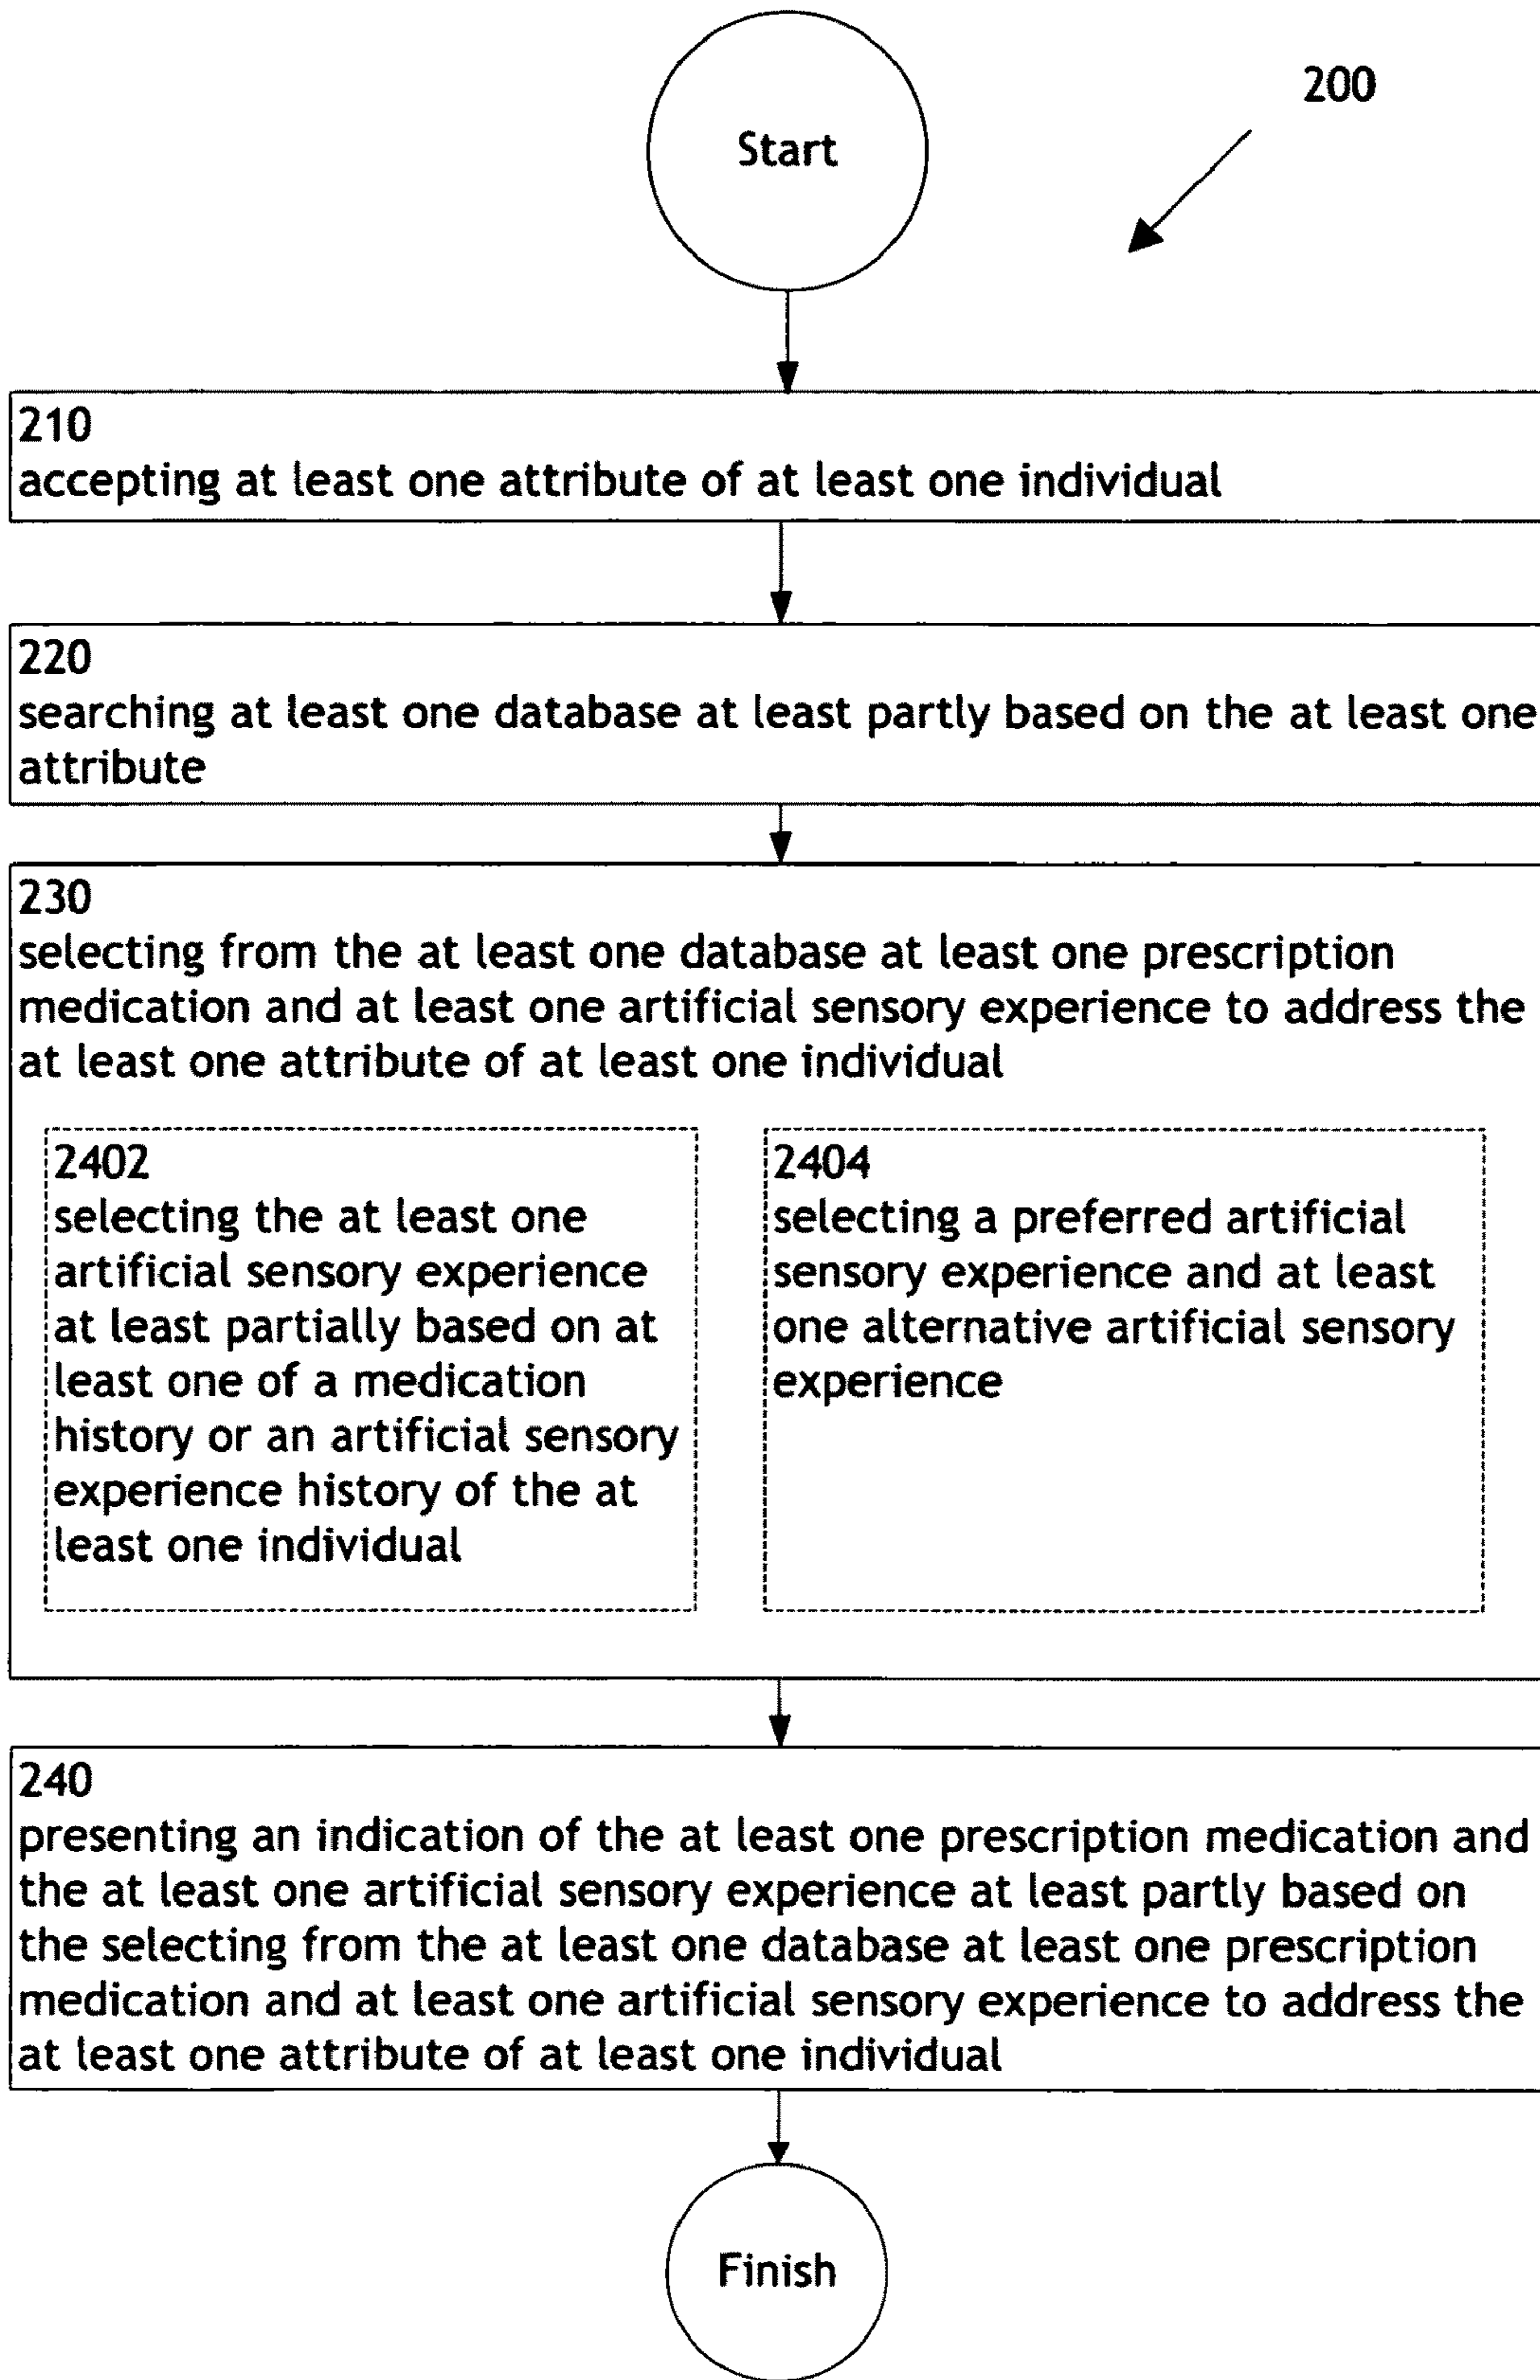 200
Start
210
accepting at least one attribute of at least one individual
220
searching at least one database at least partly based on the at least one
attribute
230
selecting from the at least one database at least one prescription
medication and at least one artificial sensory experience to address the
at least one attribute of at least one individual
2402
selecting the at least one
artificial sensory experience
at least partially based on at
least one of a medication
history or an artificial sensory
experience history of the at
least one individual
2404
selecting a preferred artificial
sensory experience and at least
one alternative artificial sensory
experience
240
presenting an indication of the at least one prescription medication and
the at least one artificial sensory experience at least partly based on
the selecting from the at least one database at least one prescription
medication and at least one artificial sensory experience to address the
at least one attribute of at least one individual
Finish